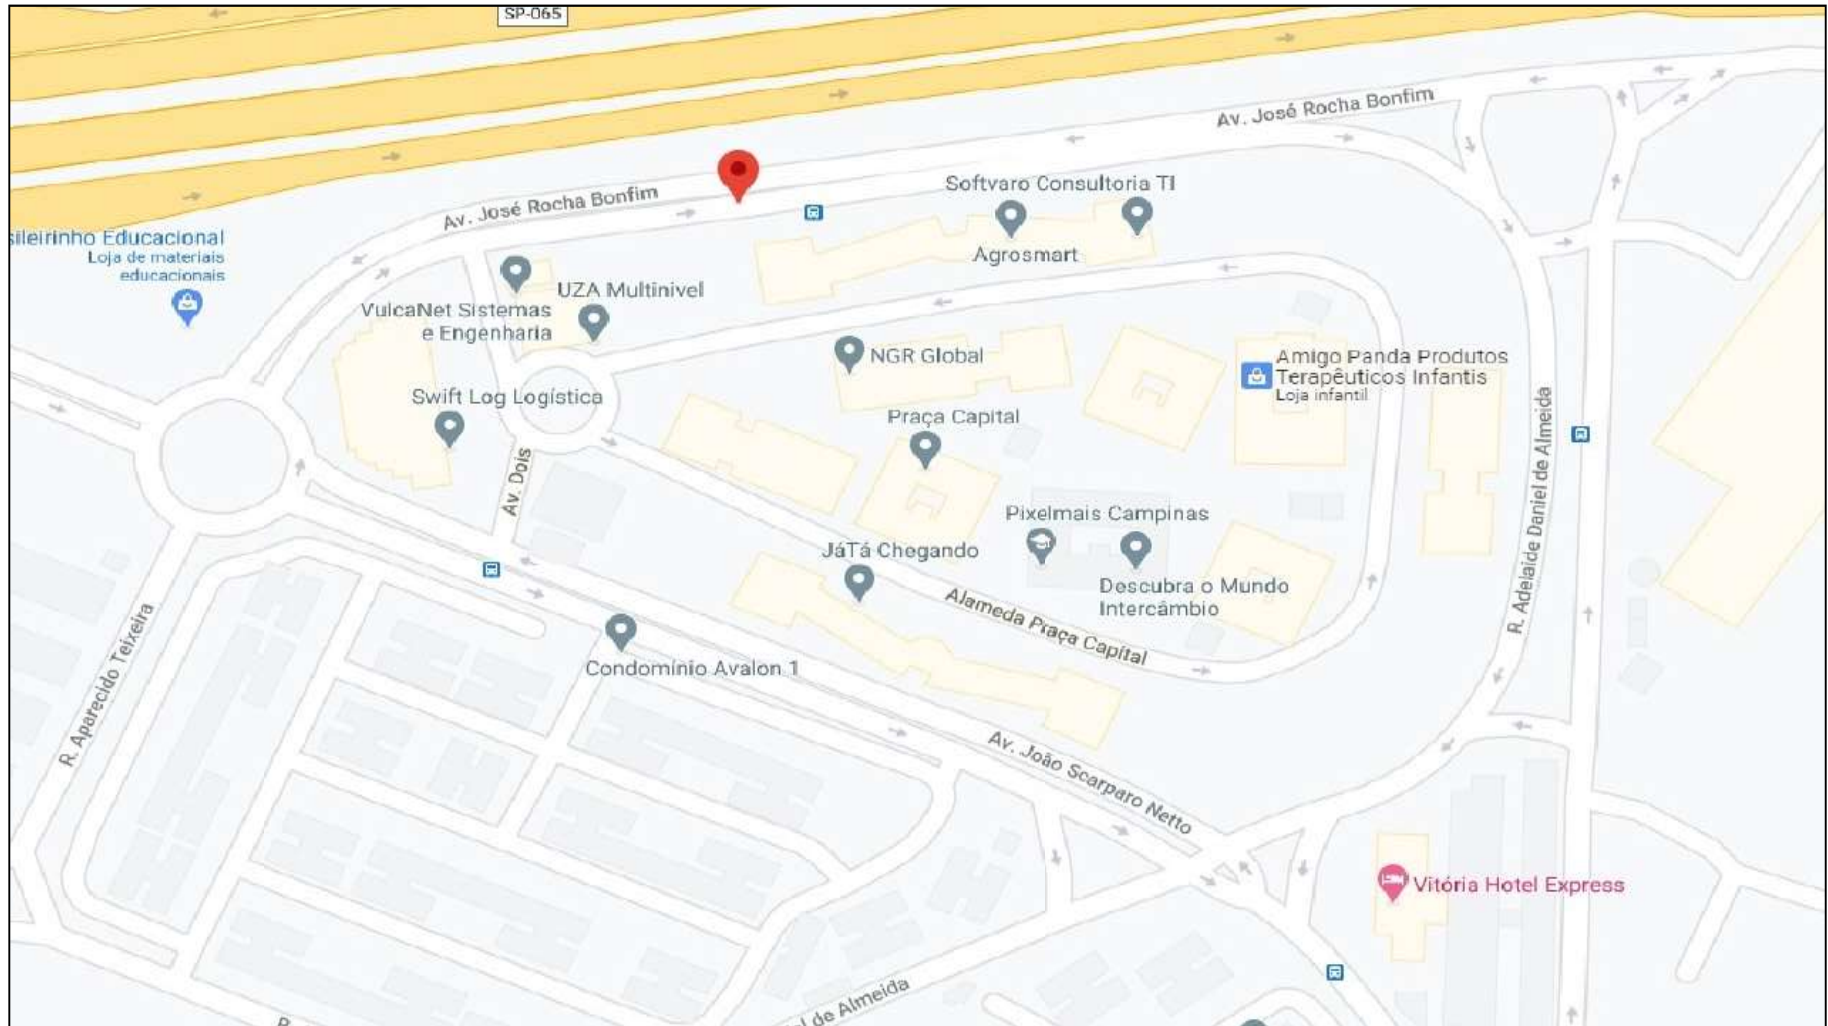 SP-065
Av. José Rocha Bonfim
Av. José Rocha Bonfim
Softvaro Consultoria TI
Agrosmart
sileirinho Educacional
Loja de materiais
educacionais
UZA Multinivel
VulcaNet Sistemas
e Engenharia
NGR Global
Amigo Panda Produtos
Terapêuticos Infantis
Loja infantil
Swift Log Logística
Praça Capital
Av. Dois
R. Adelaide Daniel de Almeida
Pixelmais Campinas
JáTá Chegando
Descubra o Mundo
Intercâmbio
Alameda Praça Capital
R. Aparecido Teixeira
Condomínio Avalon 1
Av. João Scarparo Netto
Vitória Hotel Express
l de Almeida